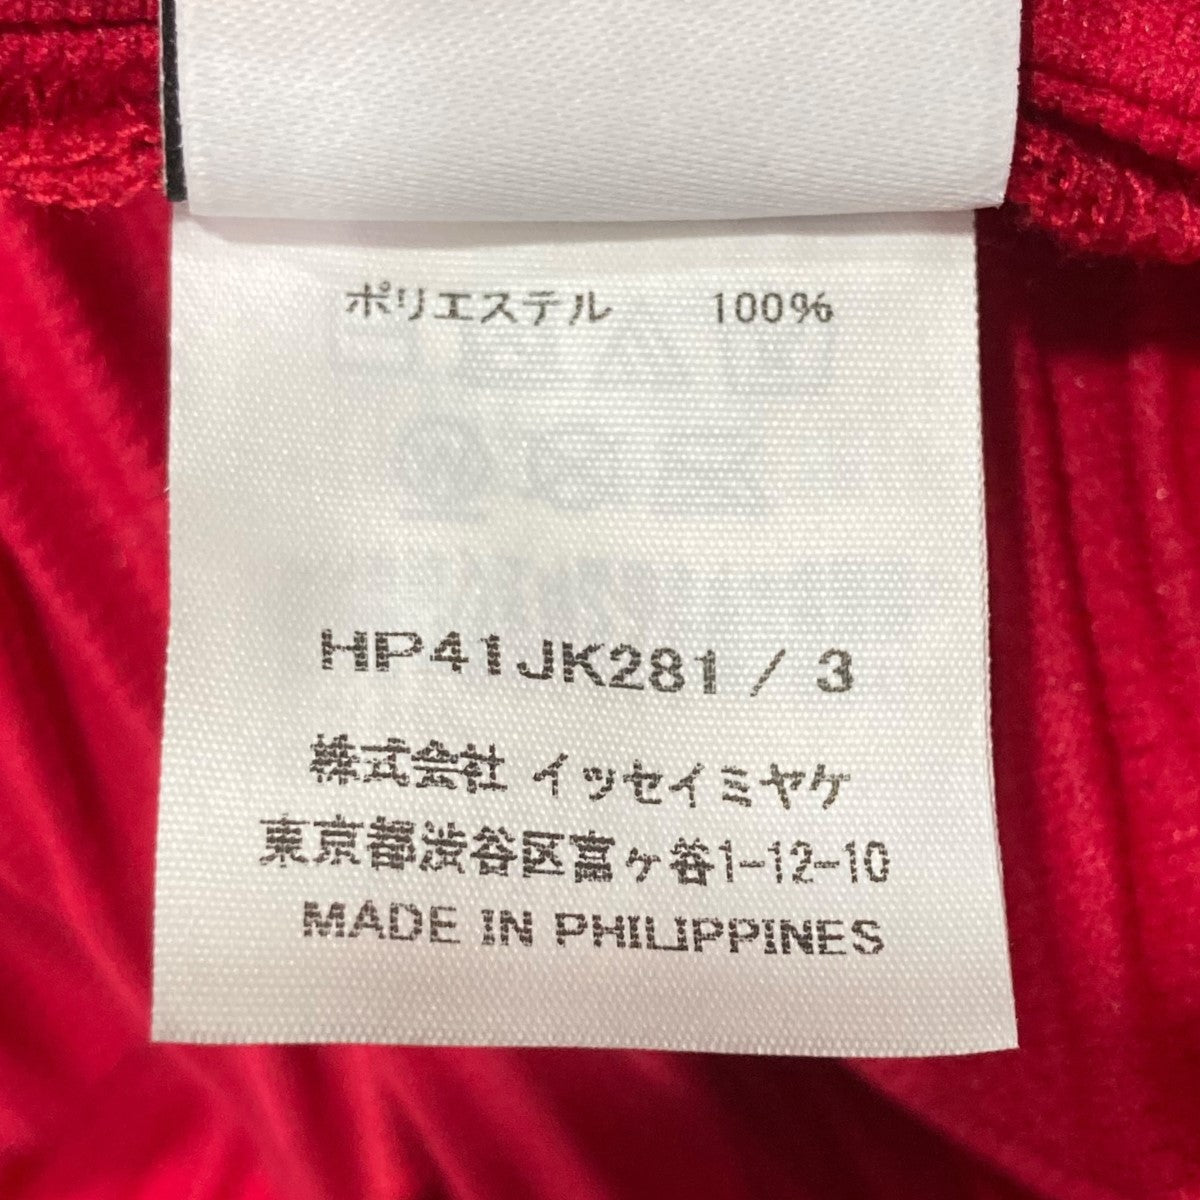 ポリエステル 100%
HP41JK281 / 3
株式会社 イッセイミヤケ
東京都渋谷区富ヶ谷1-12-10
MADE IN PHILIPPINES